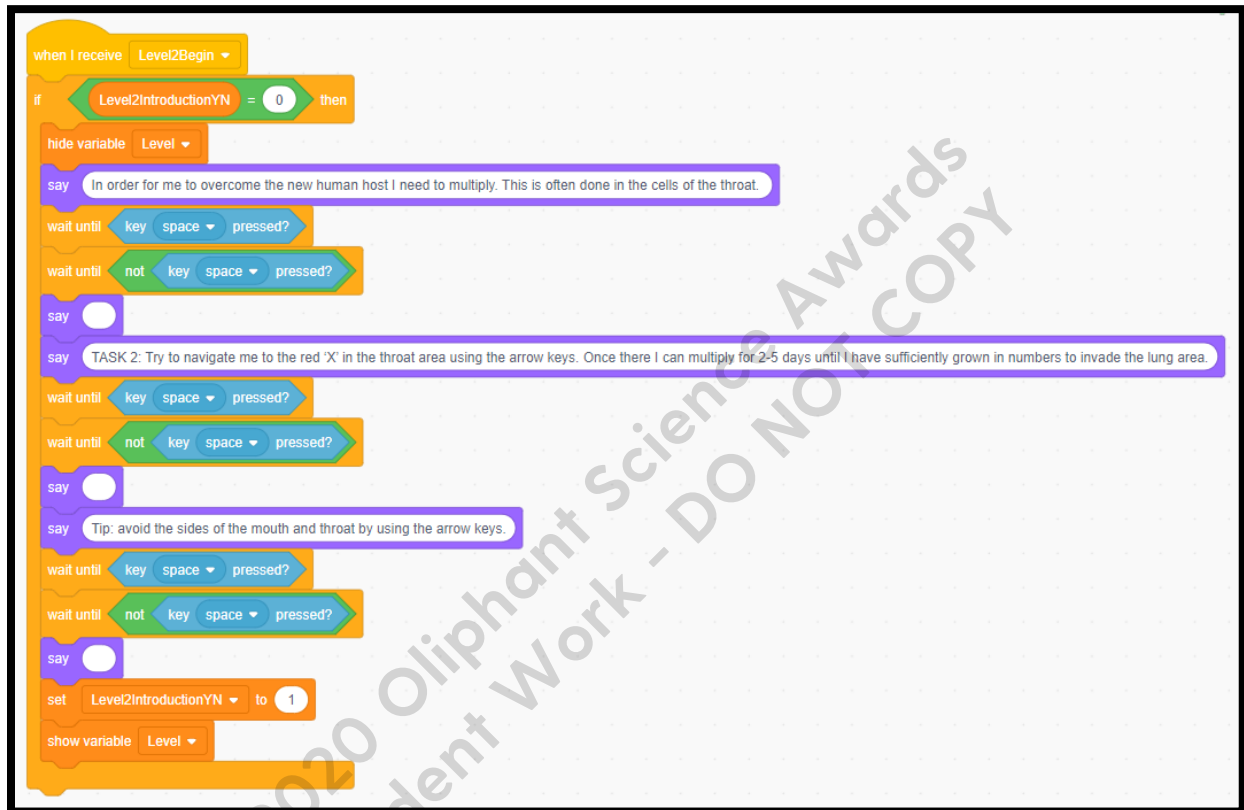 when I receive Level2Begin
if Level2IntroductionYN = 0 then
hide variable Level
say In order for me to overcome the new human host I need to multiply. This is often done in the cells of the throat.
wait until key space pressed?
wait until not key space pressed?
say
say TASK 2: Try to navigate me to the red 'X' in the throat area using the arrow keys. Once there I can multiply for 2-5 days until I have sufficiently grown in numbers to invade the lung area.
wait until key space pressed?
wait until not key space pressed?
say
say Tip: avoid the sides of the mouth and throat by using the arrow keys.
wait until key space pressed?
wait until not key space pressed?
say
set Level2IntroductionYN to 1
show variable Level
2020 Oliphant Science Awards
Work - DO NOT COPY